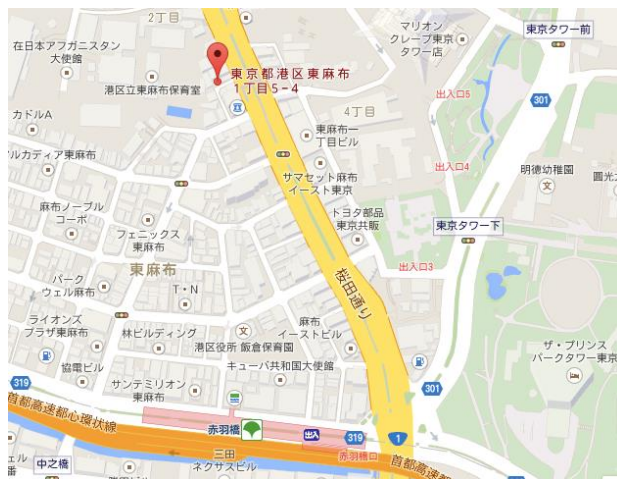 2丁目
マリオン
クレープ東京
タワー店
東京タワー前
在日本アフガニスタン
大使館
東京都港区東麻布
1丁目5-4
港区立東麻布保育室
出入口5
301
カドルA
4丁目
東麻布一
丁目ビル
ルカディア東麻布
サマセット麻布
イースト東京
出入口4
明徳幼稚園
文
圓光
麻布ノーブル
コーポ
トヨタ部品
東京共販
東京タワー下
フェニックス
東麻布
東麻布
出入口3
パーク
ウェル麻布
T・N
桜田通り
ライオンズ
プラザ東麻布
林ビルディング
文
麻布
イーストビル
港区役所 飯倉保育園
ザ・プリンス
パークタワー東京
協電ビル
キューバ共和国大使館
319
サンテミリオン
東麻布
301
首都高速都心環状線
赤羽橋
出入
319
1
中之橋
三田
ネクサスビル
赤羽橋口
首都高速